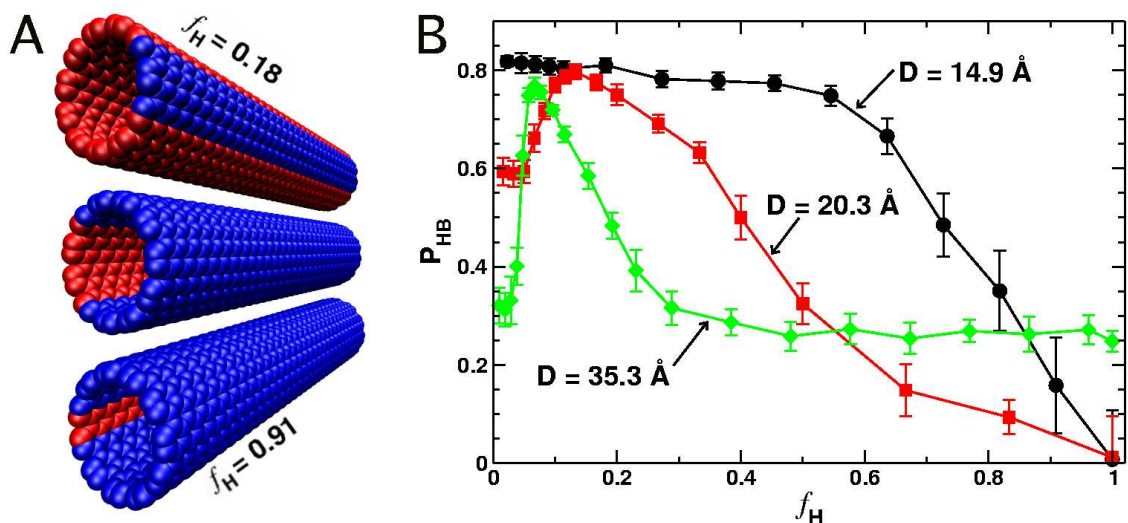 A
f_H = 0.18
f_H = 0.91
B
P_HB
0.8
0.6
0.4
0.2
0
D = 14.9 Å
D = 20.3 Å
D = 35.3 Å
0 0.2 0.4 0.6 0.8 1
f_H